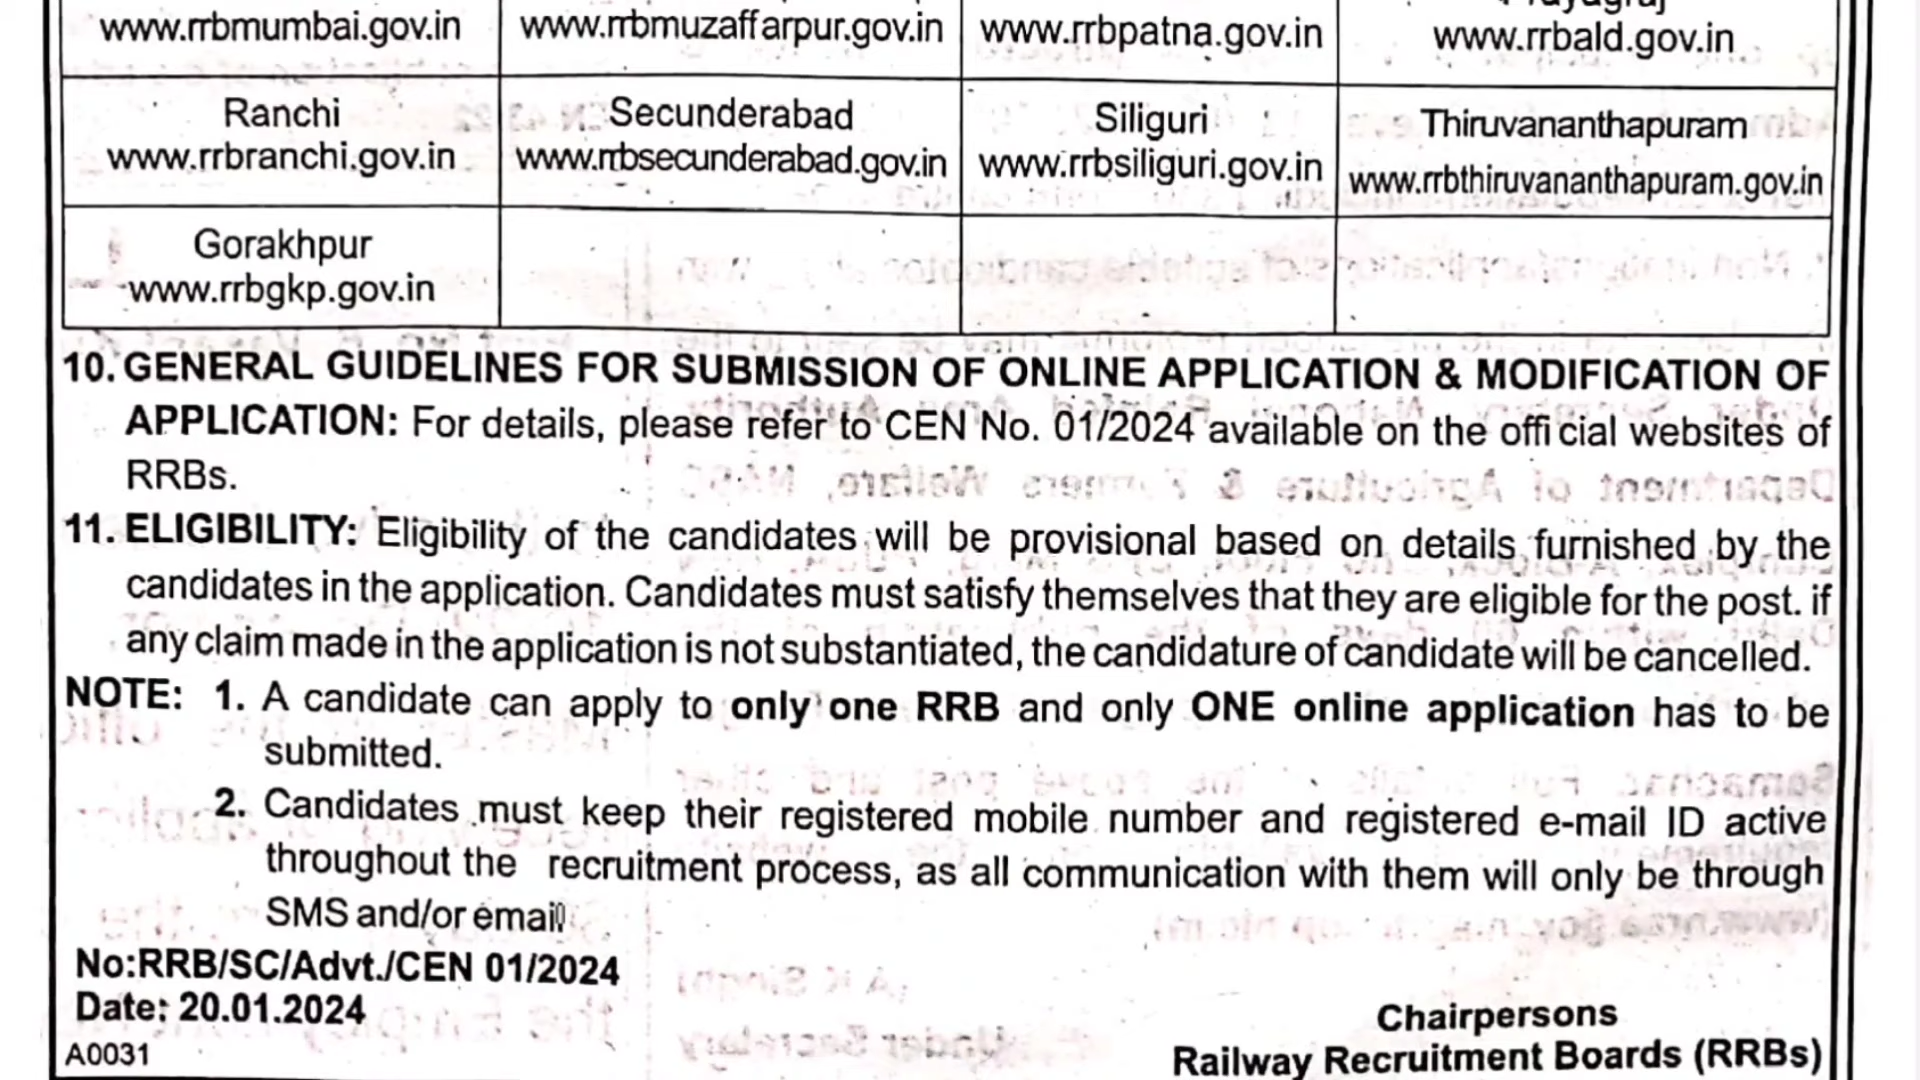 www.rrbmumbai.gov.in www.rrbmuzaffarpur.gov.in www.rrbpatna.gov.in www.rrbald.gov.in
Ranchi Secunderabad Siliguri Thiruvananthapuram
www.rrbranchi.gov.in www.rrbsecunderabad.gov.in www.rrbsiliguri.gov.in www.rrbthiruvananthapuram.gov.in
Gorakhpur
www.rrbgkp.gov.in
10. GENERAL GUIDELINES FOR SUBMISSION OF ONLINE APPLICATION & MODIFICATION OF
APPLICATION: For details, please refer to CEN No. 01/2024 available on the official websites of
RRBs.
11. ELIGIBILITY: Eligibility of the candidates will be provisional based on details furnished by the
candidates in the application. Candidates must satisfy themselves that they are eligible for the post. if
any claim made in the application is not substantiated, the candidature of candidate will be cancelled.
NOTE: 1. A candidate can apply to only one RRB and only ONE online application has to be
submitted.
2. Candidates must keep their registered mobile number and registered e-mail ID active
throughout the recruitment process, as all communication with them will only be through
SMS and/or email
No:RRB/SC/Advt./CEN 01/2024
Date: 20.01.2024
A0031
Chairpersons
Railway Recruitment Boards (RRBs)